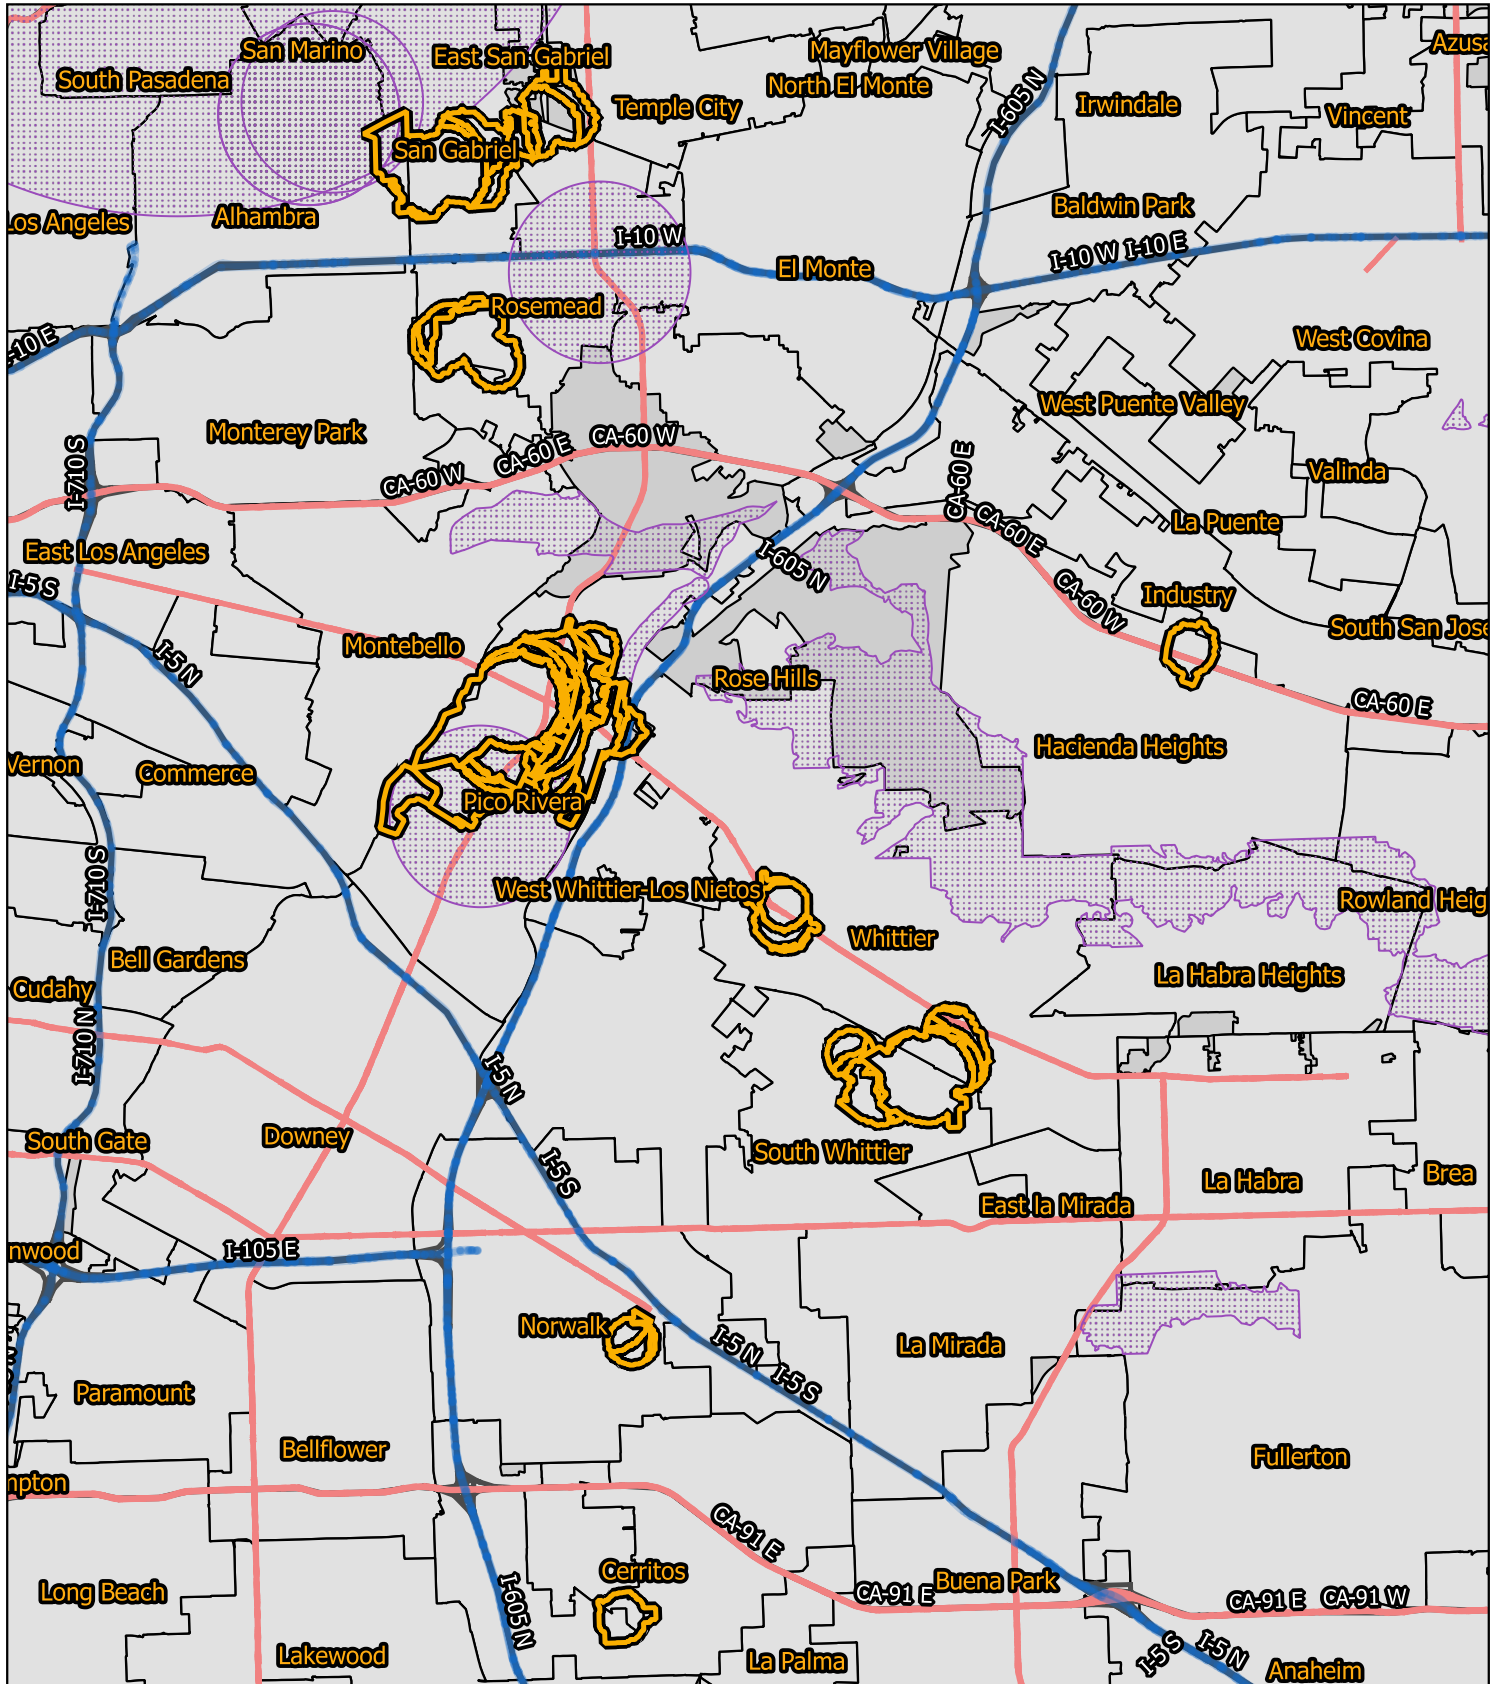 San Marino
East San Gabriel
Mayflower Village
Azusa
South Pasadena
North El Monte
I-605 N
Temple City
Irwindale
Vincent
San Gabriel
Los Angeles
Alhambra
Baldwin Park
I-10 W
I-10 W
I-10 E
El Monte
Rosemead
-10 E
West Covina
West Puente Valley
Monterey Park
CA-60 W
CA-60 E
CA-60 W
I-710 S
CA-60 E
Valinda
La Puente
CA-60 E
East Los Angeles
I-605 N
I-5 S
CA-60 W
Industry
South San Jose
Montebello
I-5 N
Rose Hills
CA-60 E
Hacienda Heights
Vernon
Commerce
Pico Rivera
I-710 S
West Whittier-Los Nietos
Rowland Heig
Whittier
Bell Gardens
La Habra Heights
Cudahy
I-710 N
I-5 N
South Gate
Downey
South Whittier
I-5 S
La Habra
Brea
East la Mirada
nwood
I-105 E
Norwalk
La Mirada
I-5 N
I-5 S
Paramount
Bellflower
Fullerton
mpton
CA-91 E
Cerritos
Buena Park
Long Beach
I-605 N
CA-91 E
CA-91 E
CA-91 W
Lakewood
La Palma
I-5 S
I-5 N
Anaheim